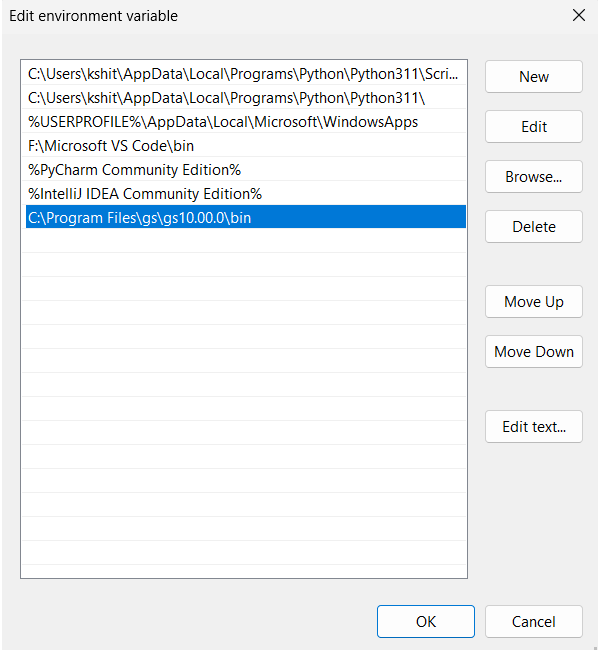 Edit environment variable
C:\Users\kshit\AppData\Local\Programs\Python\Python311\Scri...
C:\Users\kshit\AppData\Local\Programs\Python\Python311\
%USERPROFILE%\AppData\Local\Microsoft\WindowsApps
F:\Microsoft VS Code\bin
%PyCharm Community Edition%
%IntelliJ IDEA Community Edition%
C:\Program Files\gs\gs10.00.0\bin
New
Edit
Browse...
Delete
Move Up
Move Down
Edit text...
OK
Cancel